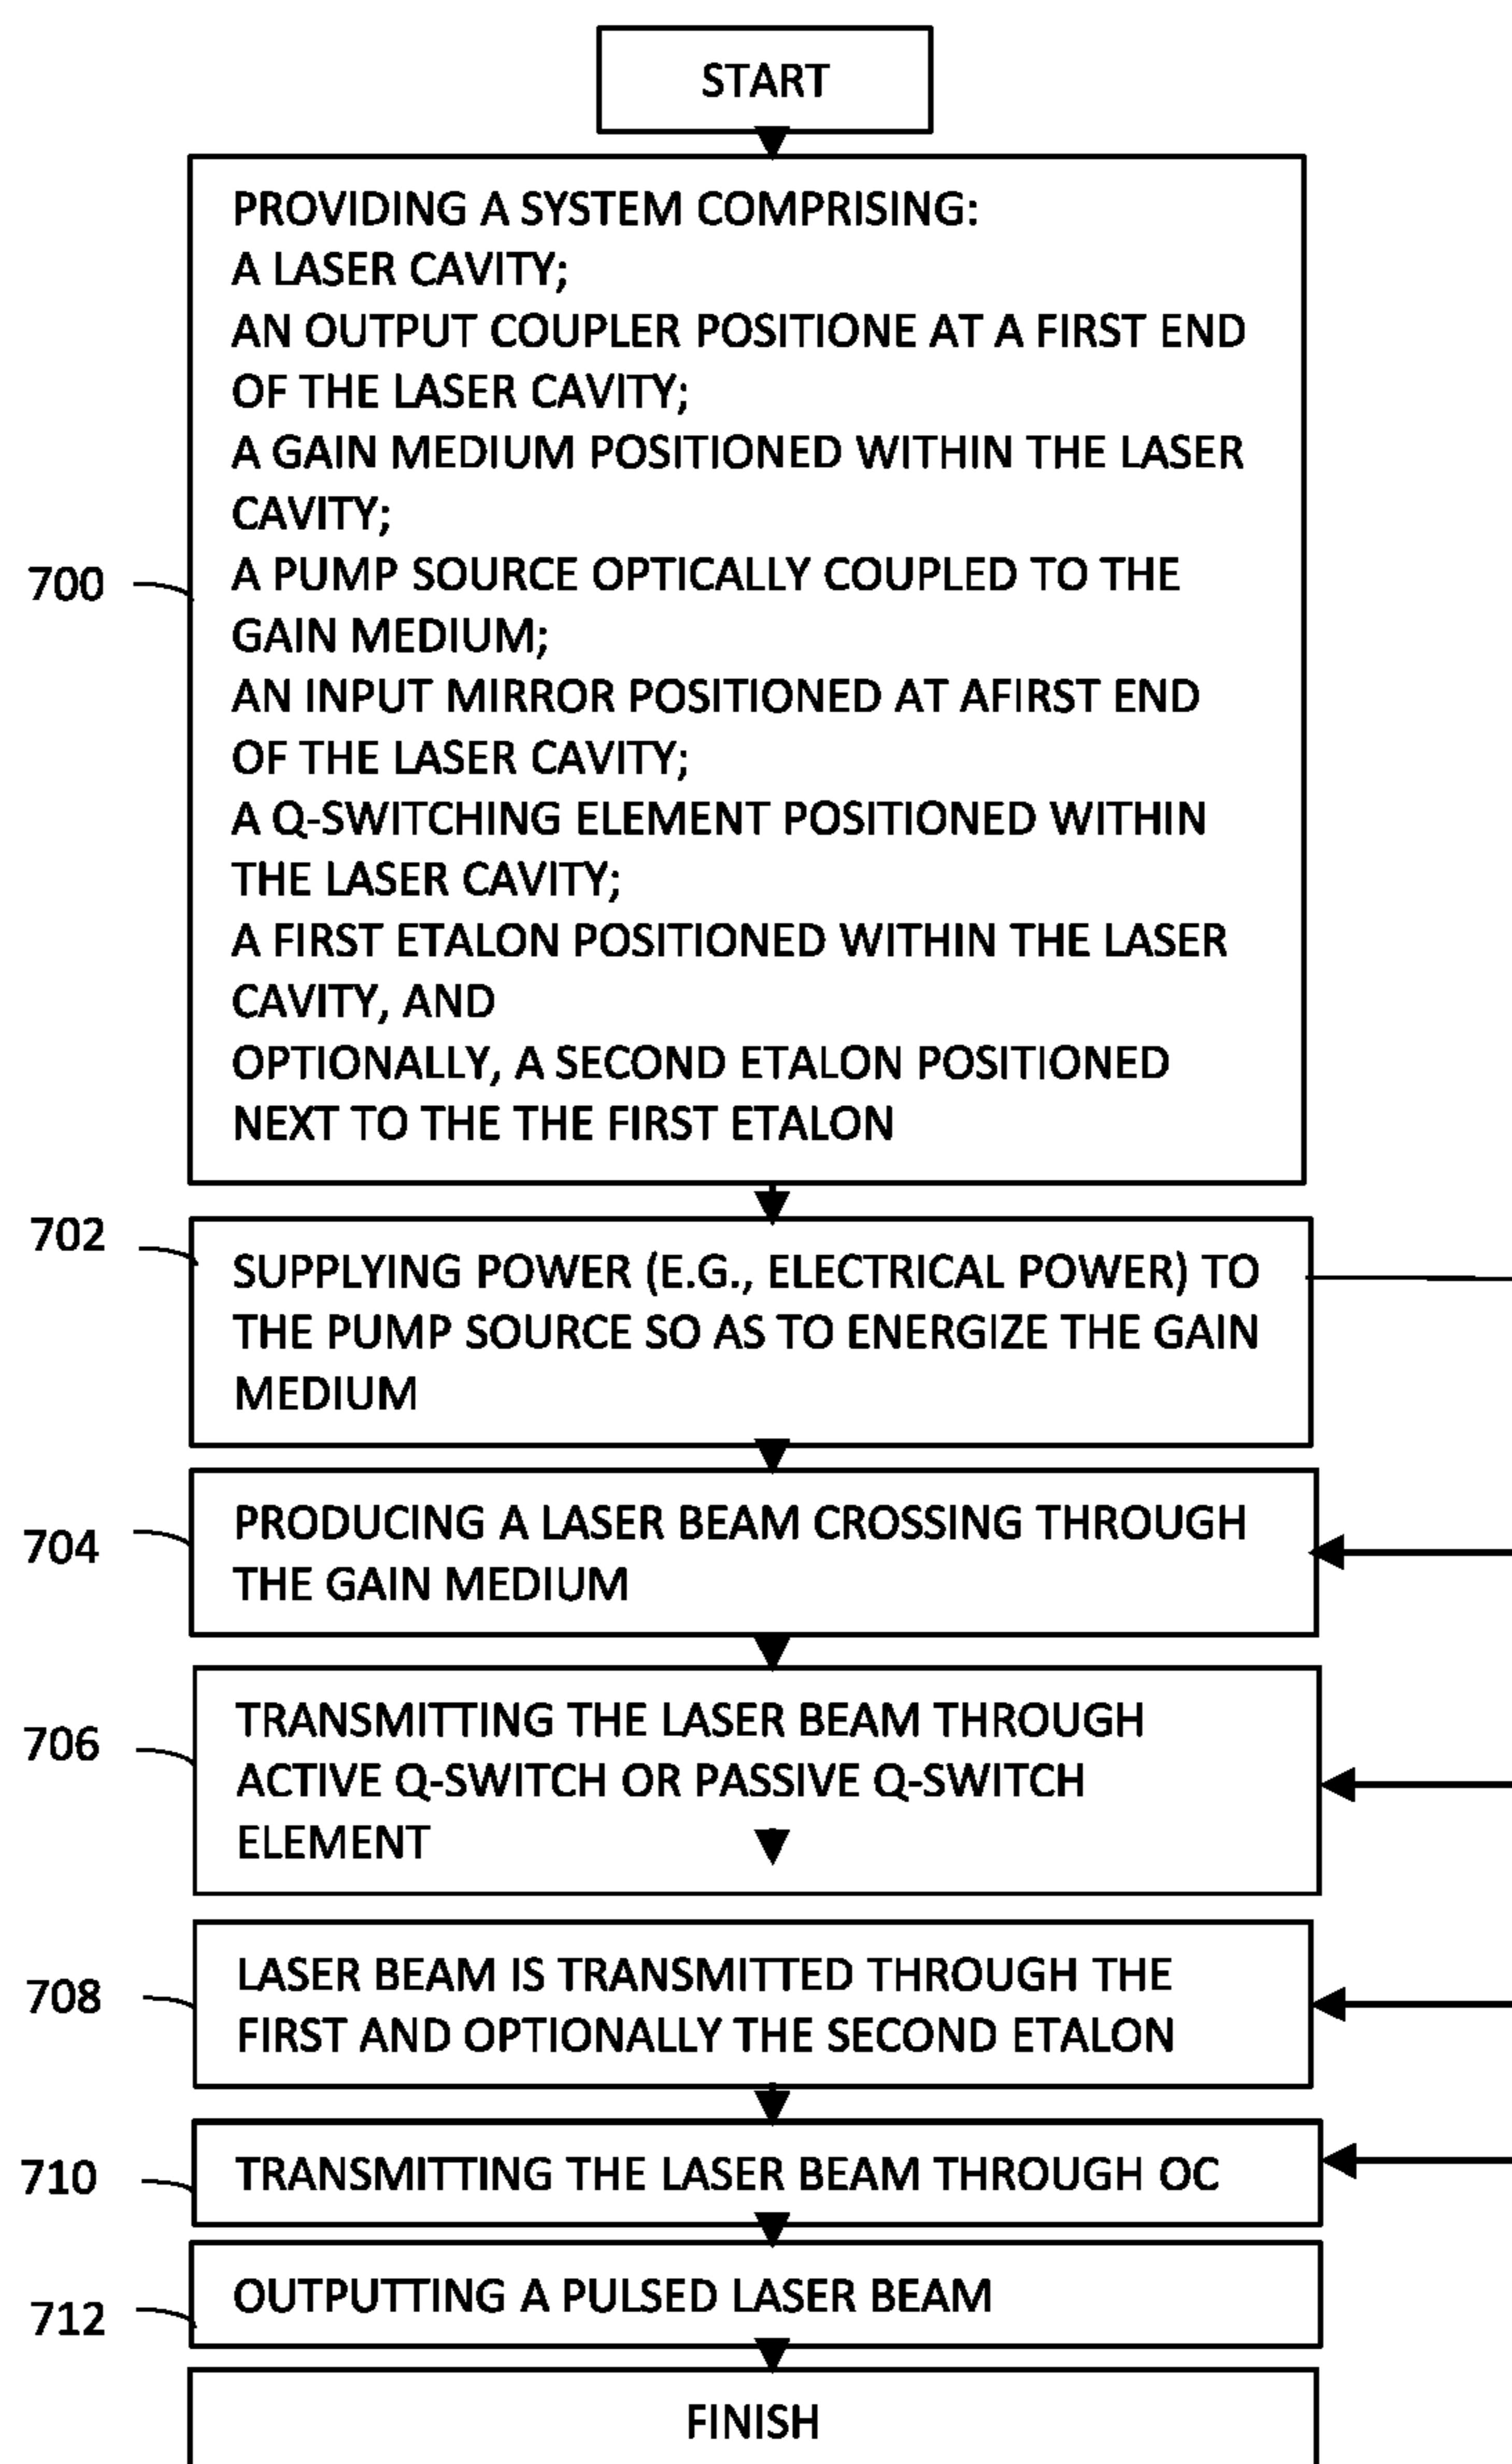 START
PROVIDING A SYSTEM COMPRISING:
A LASER CAVITY;
AN OUTPUT COUPLER POSITIONE AT A FIRST END
OF THE LASER CAVITY;
A GAIN MEDIUM POSITIONED WITHIN THE LASER
CAVITY;
A PUMP SOURCE OPTICALLY COUPLED TO THE
GAIN MEDIUM;
AN INPUT MIRROR POSITIONED AT AFIRST END
OF THE LASER CAVITY;
A Q-SWITCHING ELEMENT POSITIONED WITHIN
THE LASER CAVITY;
A FIRST ETALON POSITIONED WITHIN THE LASER
CAVITY, AND
OPTIONALLY, A SECOND ETALON POSITIONED
NEXT TO THE THE FIRST ETALON
700
702
SUPPLYING POWER (E.G., ELECTRICAL POWER) TO
THE PUMP SOURCE SO AS TO ENERGIZE THE GAIN
MEDIUM
704
PRODUCING A LASER BEAM CROSSING THROUGH
THE GAIN MEDIUM
706
TRANSMITTING THE LASER BEAM THROUGH
ACTIVE Q-SWITCH OR PASSIVE Q-SWITCH
ELEMENT
708
LASER BEAM IS TRANSMITTED THROUGH THE
FIRST AND OPTIONALLY THE SECOND ETALON
710
TRANSMITTING THE LASER BEAM THROUGH OC
712
OUTPUTTING A PULSED LASER BEAM
FINISH